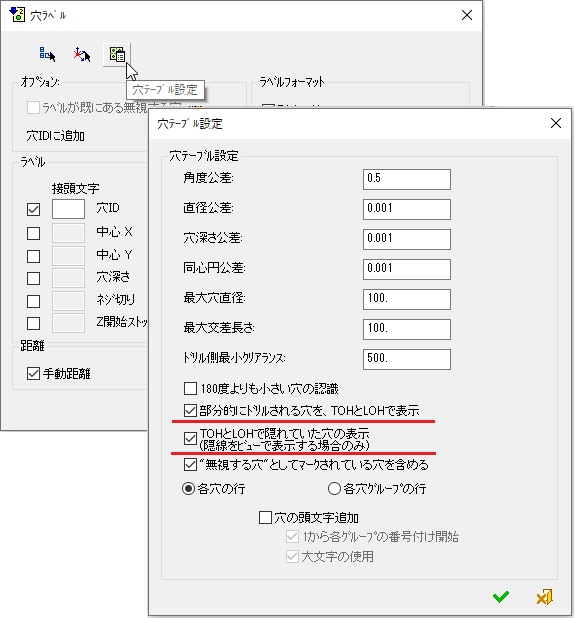 穴ﾗﾍﾞﾙ
穴ﾃｰﾌﾞﾙ設定
ｵﾌﾟｼｮﾝ:
ﾗﾍﾞﾙﾌｫｰﾏｯﾄ
ﾗﾍﾞﾙが既にある無視する穴
穴IDに追加
ﾗﾍﾞﾙ
接頭文字
穴ID
中心 X
中心 Y
穴深さ
ﾈｼﾞ切り
Z開始ｽﾄｯ
距離
手動距離
穴ﾃｰﾌﾞﾙ設定
穴ﾃｰﾌﾞﾙ設定
角度公差: 0.5
直径公差: 0.001
穴深さ公差: 0.001
同心円公差: 0.001
最大穴直径: 100.
最大交差長さ: 100.
ﾄﾞﾘﾙ側最小ｸﾘｱﾗﾝｽ: 500.
180度よりも小さい穴の認識
部分的にﾄﾞﾘﾙされる穴を、TOHとLOHで表示
TOHとLOHで隠れていた穴の表示
(隠線をﾋﾞｭｰで表示する場合のみ)
"無視する穴"としてﾏｰｸされている穴を含める
各穴の行 各穴ｸﾞﾙｰﾌﾟの行
穴の頭文字追加
1から各ｸﾞﾙｰﾌﾟの番号付け開始
大文字の使用